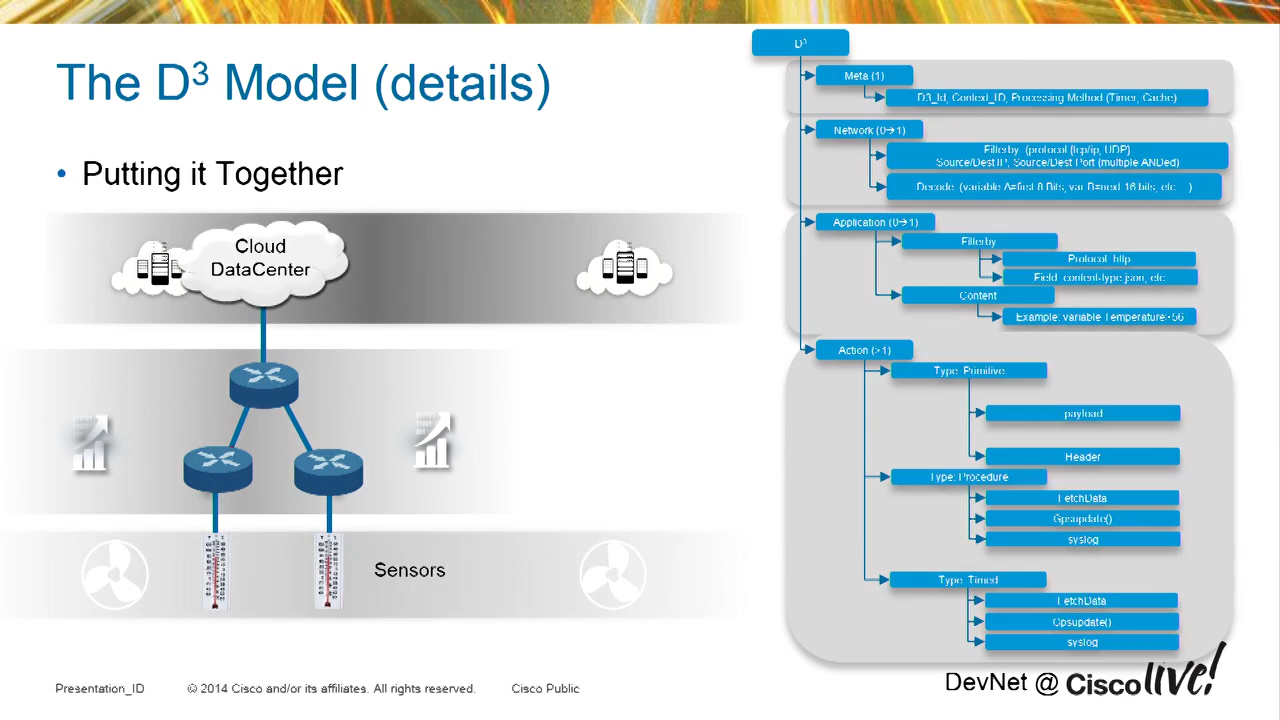 The D³ Model (details)
• Putting it Together
Cloud
DataCenter
Sensors
D³
Meta (1)
D3_Id, Context_ID, Processing Method (Timer, Cache)
Network (0→1)
Filterby (protocol (tcp/ip, UDP)
Source/Dest IP, Source/Dest Port (multiple ANDed)
Decode (variable A=first 8 Bits, var B=next 16 bits, etc )
Application (0→1)
Filterby
Protocol http
Field content-type json, etc
Content
Example: variable Temperature
Action (>1)
Type: Primitive
payload
Header
Type: Procedure
FetchData
Gpsupdate()
syslog
Type: Timed
FetchData
Gpsupdate()
syslog
Presentation_ID
© 2014 Cisco and/or its affiliates. All rights reserved.
Cisco Public
DevNet @ Cisco live!